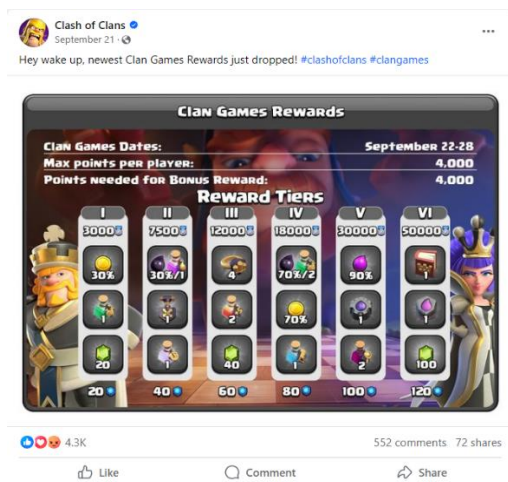 Clash of Clans
September 21 ·
Hey wake up, newest Clan Games Rewards just dropped! #clashofclans #clangames
Clan Games Rewards
Clan Games Dates: September 22-28
Max points per player: 4,000
Points needed for Bonus Reward: 4,000
Reward Tiers
I II III IV V VI
3000 7500 12000 18000 30000 50000
30% 30%/1 4 70%/2 90% 1
1 1 2 70% 1 1
20 1 40 1 2 100
20 40 60 80 100 120
4.3K 552 comments 72 shares
Like Comment Share